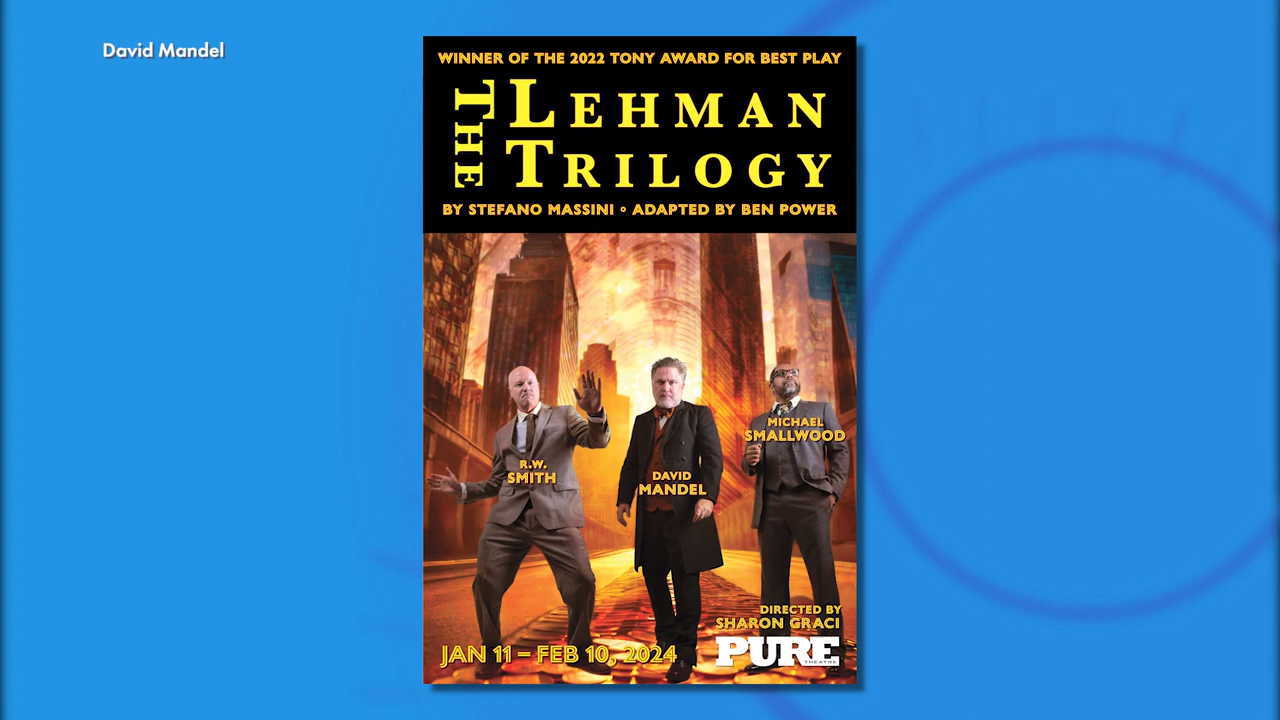 David Mandel
WINNER OF THE 2022 TONY AWARD FOR BEST PLAY
THE
LEHMAN
TRILOGY
BY STEFANO MASSINI • ADAPTED BY BEN POWER
R.W.
SMITH
DAVID
MANDEL
MICHAEL
SMALLWOOD
DIRECTED BY
SHARON GRACI
JAN 11 – FEB 10, 2024
PURE
THEATRE